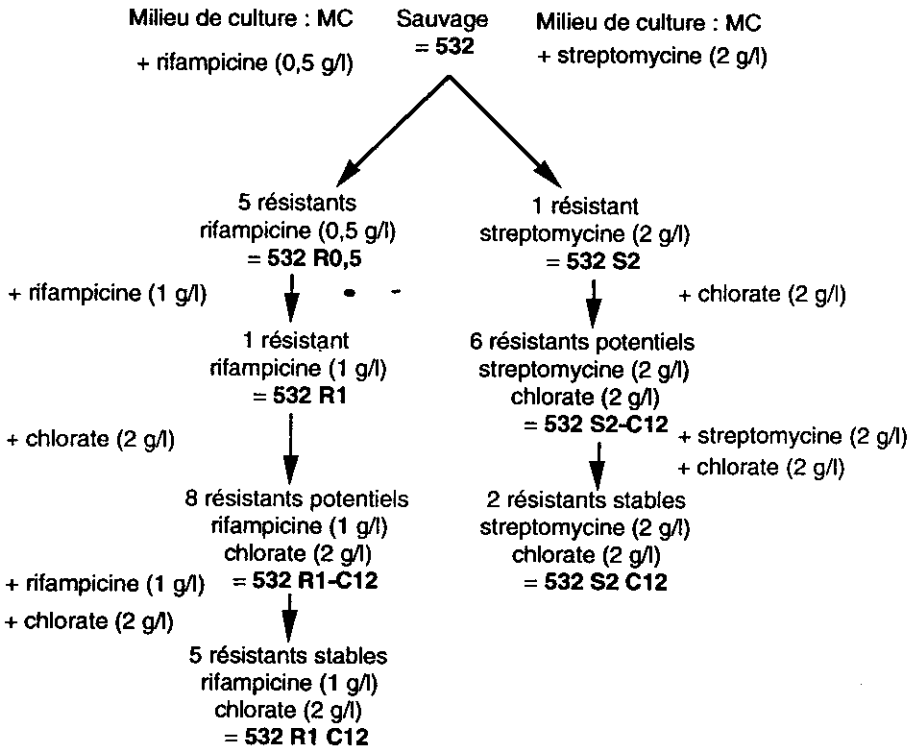 Milieu de culture : MC
+ rifampicine (0,5 g/l)
Sauvage
= 532
Milieu de culture : MC
+ streptomycine (2 g/l)
5 résistants
rifampicine (0,5 g/l)
= 532 R0,5
1 résistant
streptomycine (2 g/l)
= 532 S2
+ rifampicine (1 g/l)
+ chlorate (2 g/l)
1 résistant
rifampicine (1 g/l)
= 532 R1
6 résistants potentiels
streptomycine (2 g/l)
chlorate (2 g/l)
= 532 S2-C12
+ chlorate (2 g/l)
+ streptomycine (2 g/l)
+ chlorate (2 g/l)
8 résistants potentiels
rifampicine (1 g/l)
chlorate (2 g/l)
= 532 R1-C12
2 résistants stables
streptomycine (2 g/l)
chlorate (2 g/l)
= 532 S2 C12
+ rifampicine (1 g/l)
+ chlorate (2 g/l)
5 résistants stables
rifampicine (1 g/l)
chlorate (2 g/l)
= 532 R1 C12